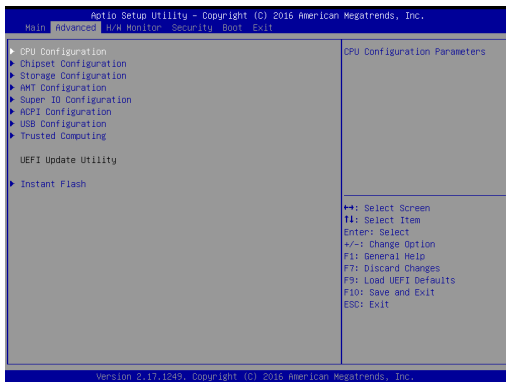 Aptio Setup Utility – Copyright (C) 2016 American Megatrends, Inc.
Main Advanced H/W Monitor Security Boot Exit
CPU Configuration
Chipset Configuration
Storage Configuration
AMT Configuration
Super IO Configuration
ACPI Configuration
USB Configuration
Trusted Computing
UEFI Update Utility
Instant Flash
CPU Configuration Parameters
↔: Select Screen
↑↓: Select Item
Enter: Select
+/-: Change Option
F1: General Help
F7: Discard Changes
F9: Load UEFI Defaults
F10: Save and Exit
ESC: Exit
Version 2.17.1249. Copyright (C) 2016 American Megatrends, Inc.